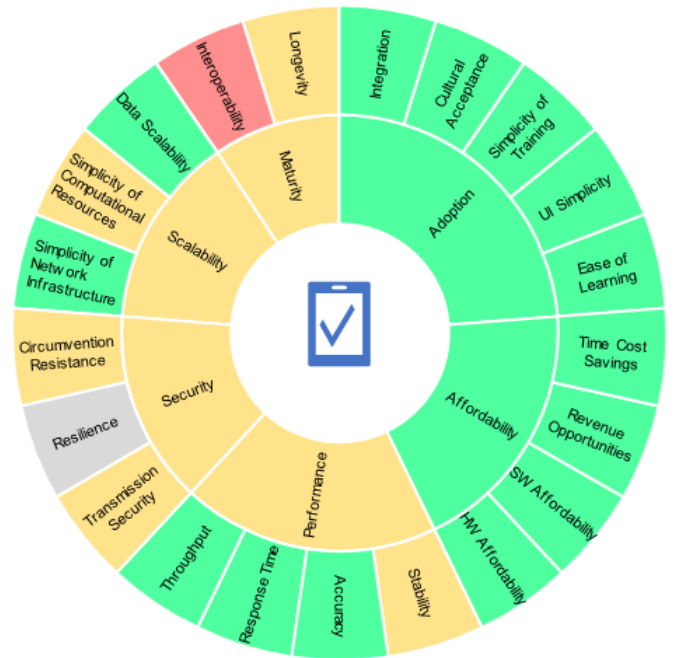 Integration
Cultural
Acceptance
Simplicity of
Training
UI Simplicity
Ease of
Learning
Time Cost
Savings
Revenue
Opportunities
SW Affordability
HW Affordability
Stability
Accuracy
Response Time
Throughput
Transmission
Security
Resilience
Circumvention
Resistance
Simplicity of
Network
Infrastructure
Simplicity of
Computational
Resources
Data Scalability
Interoperability
Longevity
Adoption
Affordability
Performance
Security
Scalability
Maturity